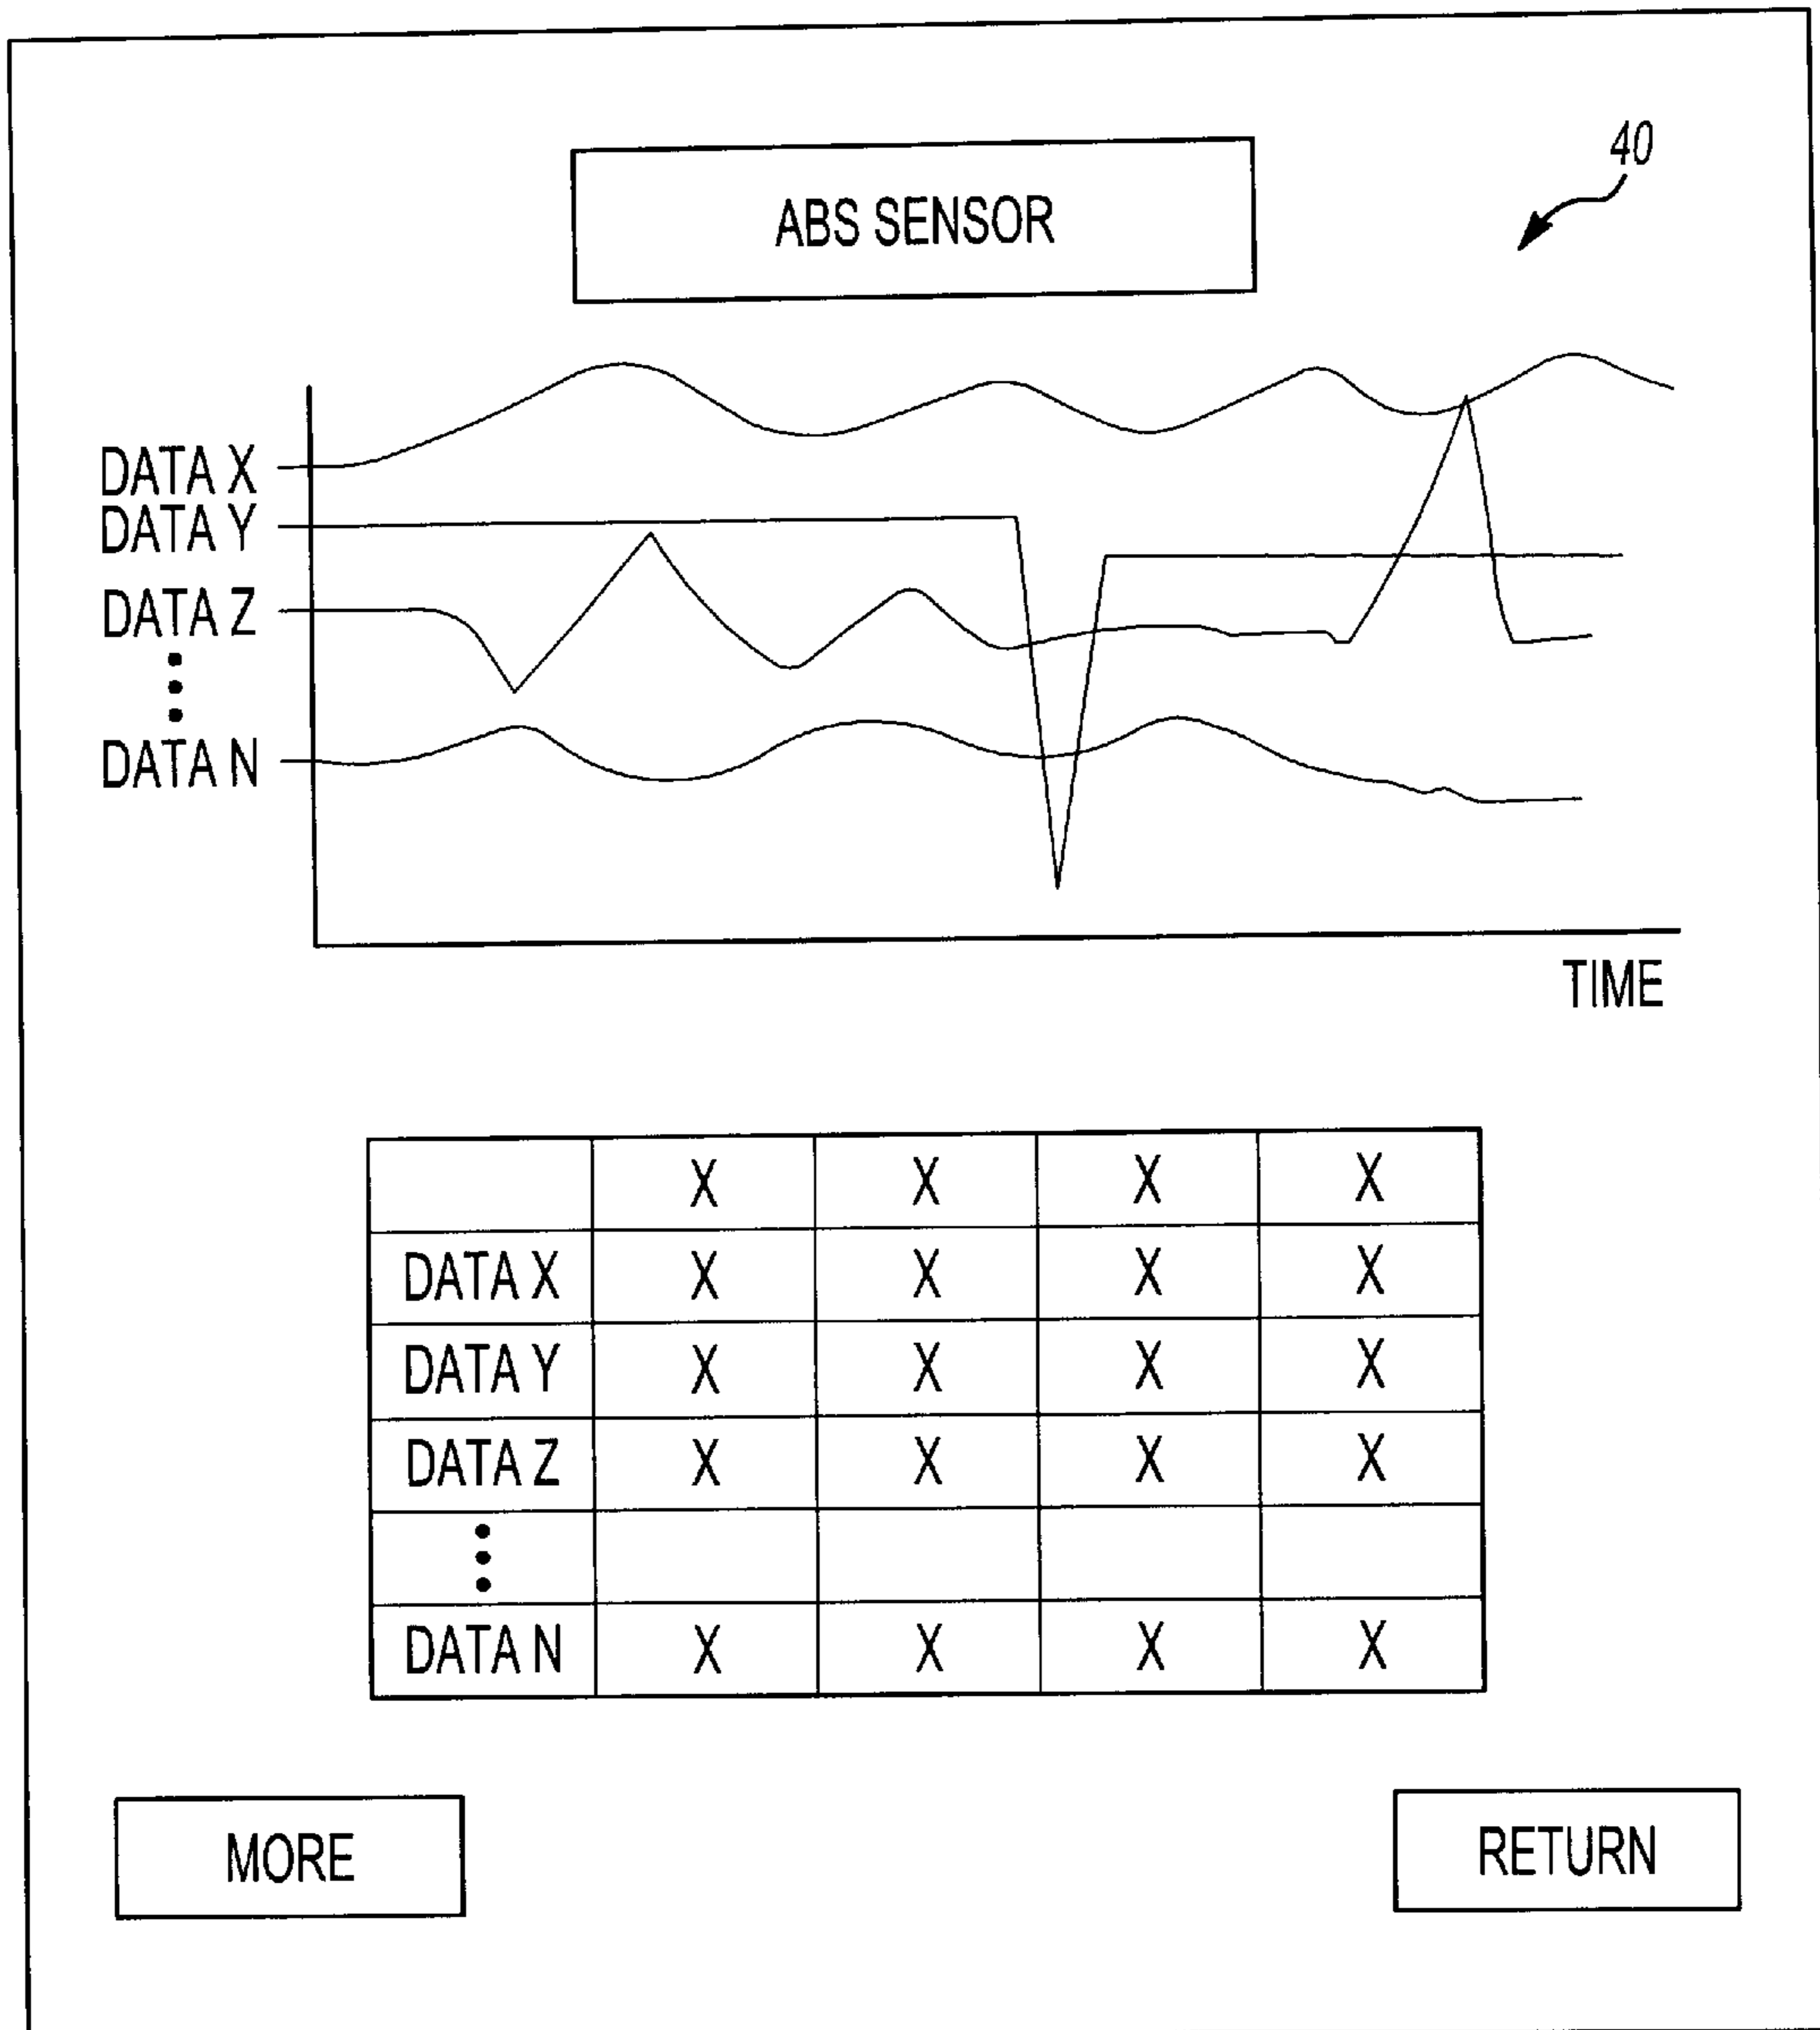 40
ABS SENSOR
DATA X
DATA Y
DATA Z
DATA N
TIME
X X X X
DATA X X X X X
DATA Y X X X X
DATA Z X X X X
DATA N X X X X
MORE
RETURN